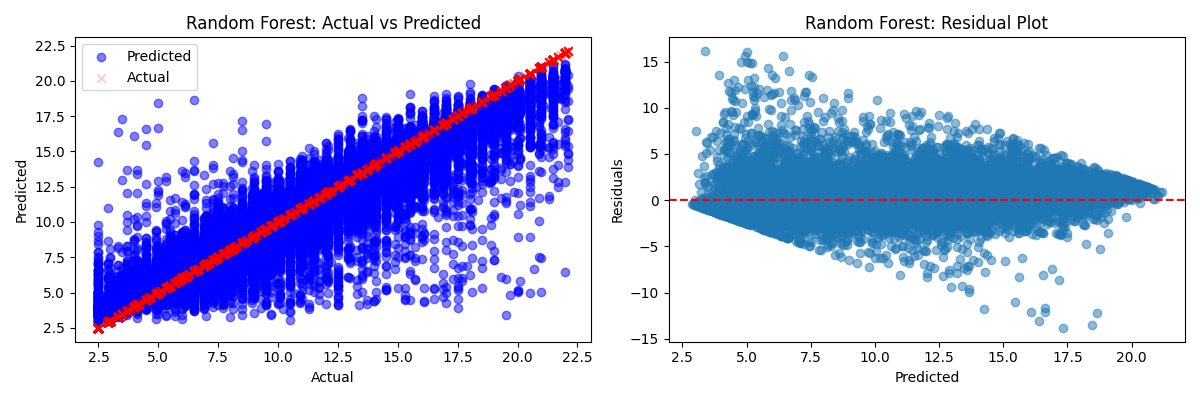 Random Forest: Actual vs Predicted
Predicted
Actual
22.5
20.0
17.5
15.0
12.5
10.0
7.5
5.0
2.5
Predicted
2.5 5.0 7.5 10.0 12.5 15.0 17.5 20.0 22.5
Actual
Random Forest: Residual Plot
15
10
5
0
−5
−10
−15
Residuals
2.5 5.0 7.5 10.0 12.5 15.0 17.5 20.0
Predicted